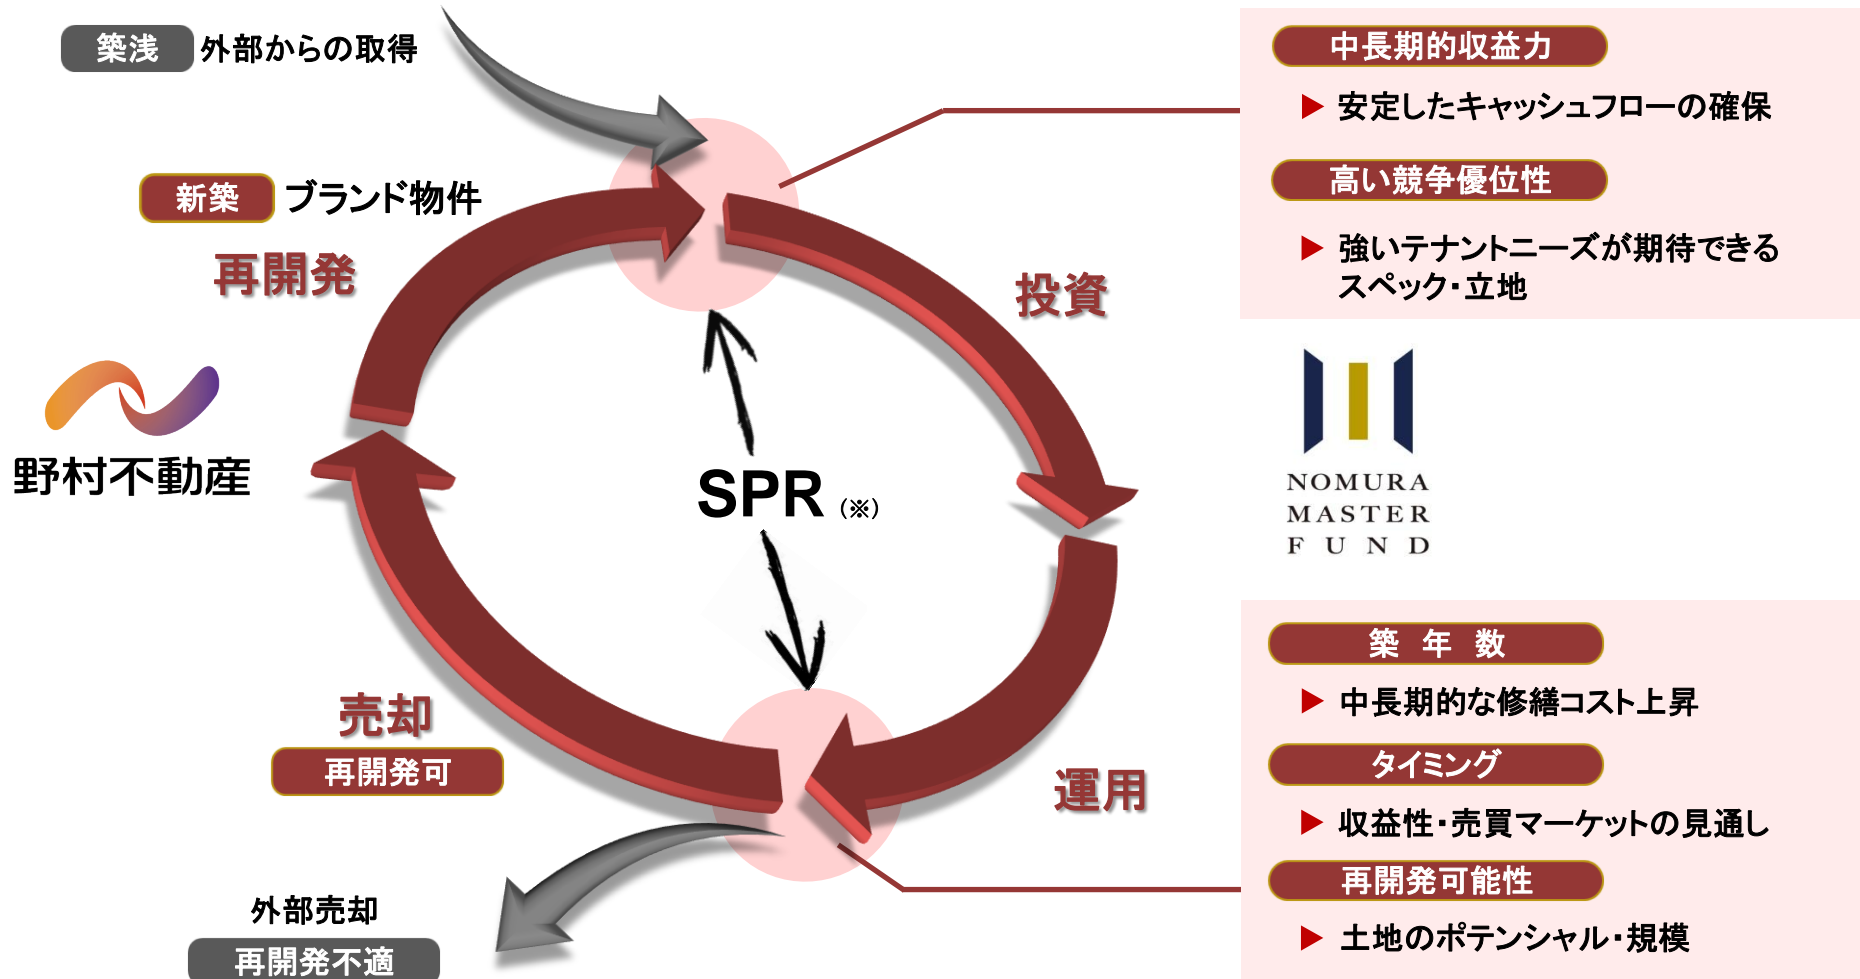 築浅 外部からの取得
新築 ブランド物件
再開発
野村不動産
売却
再開発可
外部売却
再開発不適
SPR (※)
投資
運用
中長期的収益力
▶ 安定したキャッシュフローの確保
高い競争優位性
▶ 強いテナントニーズが期待できる
スペック・立地
NOMURA
MASTER
FUND
築 年 数
▶ 中長期的な修繕コスト上昇
タイミング
▶ 収益性・売買マーケットの見通し
再開発可能性
▶ 土地のポテンシャル・規模